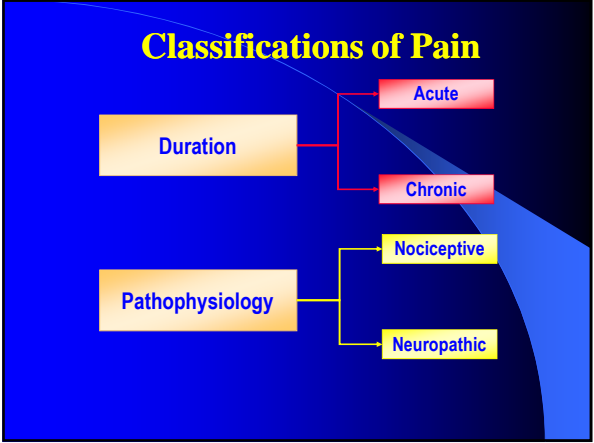 Classifications of Pain
Acute
Duration
Chronic
Nociceptive
Pathophysiology
Neuropathic